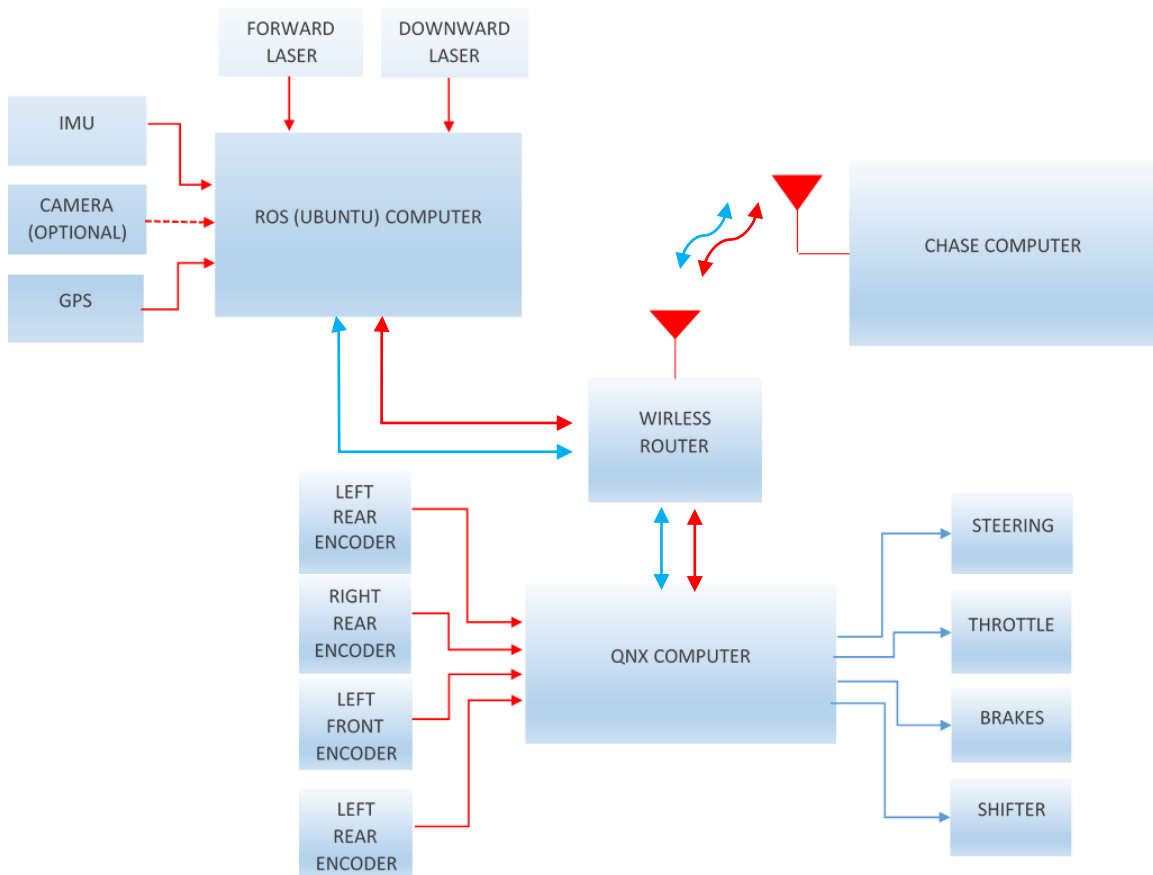 FORWARD
LASER
DOWNWARD
LASER
IMU
CAMERA
(OPTIONAL)
GPS
ROS (UBUNTU) COMPUTER
CHASE COMPUTER
WIRLESS
ROUTER
LEFT
REAR
ENCODER
RIGHT
REAR
ENCODER
LEFT
FRONT
ENCODER
LEFT
REAR
ENCODER
QNX COMPUTER
STEERING
THROTTLE
BRAKES
SHIFTER